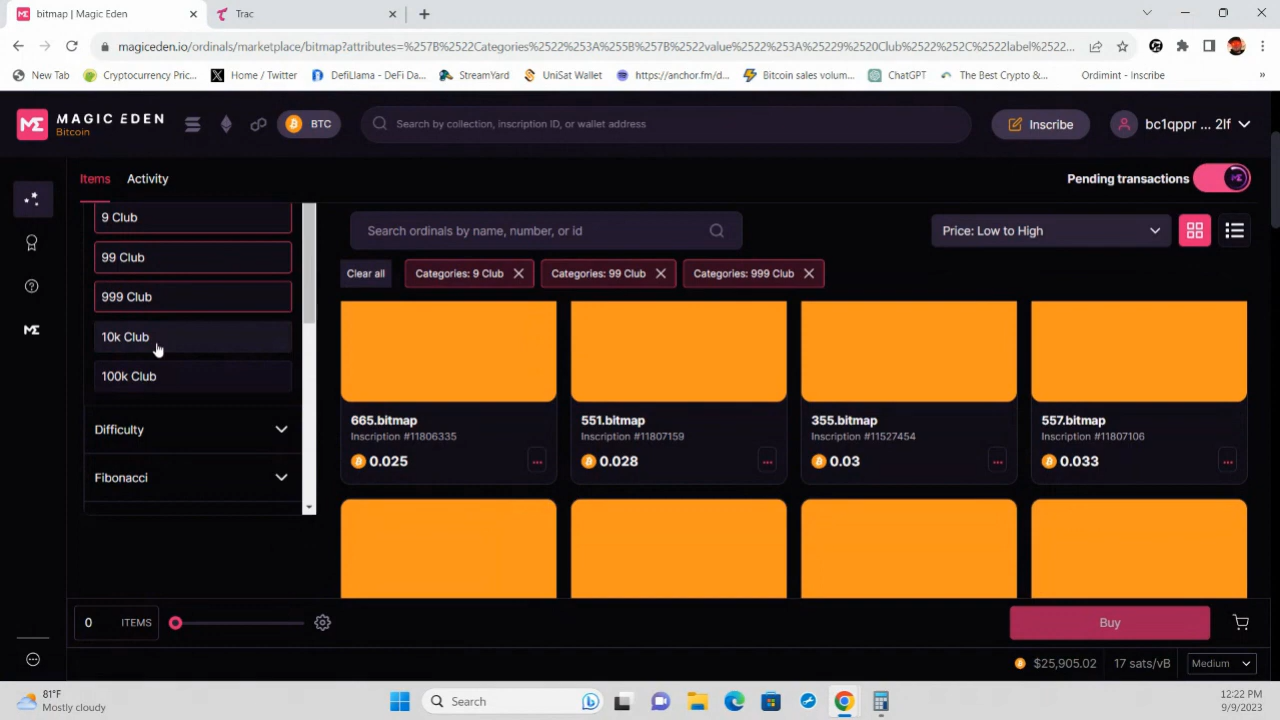 bitmap | Magic Eden
Trac
magiceden.io/ordinals/marketplace/bitmap?attributes=%257B%2522Categories%2522%253A%255B%257B%2522value%2522%253A%252229%2520Club%2522%252C%2522label%2522...
New Tab
Cryptocurrency Pric...
Home / Twitter
DefiLlama - DeFi Da...
StreamYard
UniSat Wallet
https://anchor.fm/d...
Bitcoin sales volum...
ChatGPT
The Best Crypto &...
Ordimint - Inscribe
»
MAGIC EDEN
Bitcoin
BTC
Search by collection, inscription ID, or wallet address
Inscribe
bc1qppr ... 2lf
Items
Activity
Pending transactions
9 Club
99 Club
999 Club
10k Club
100k Club
Difficulty
Fibonacci
Search ordinals by name, number, or id
Price: Low to High
Clear all
Categories: 9 Club
Categories: 99 Club
Categories: 999 Club
665.bitmap
Inscription #11806335
0.025
551.bitmap
Inscription #11807159
0.028
355.bitmap
Inscription #11527454
0.03
557.bitmap
Inscription #11807106
0.033
0 ITEMS
Buy
$25,905.02
17 sats/vB
Medium
81°F
Mostly cloudy
Search
12:22 PM
9/9/2023